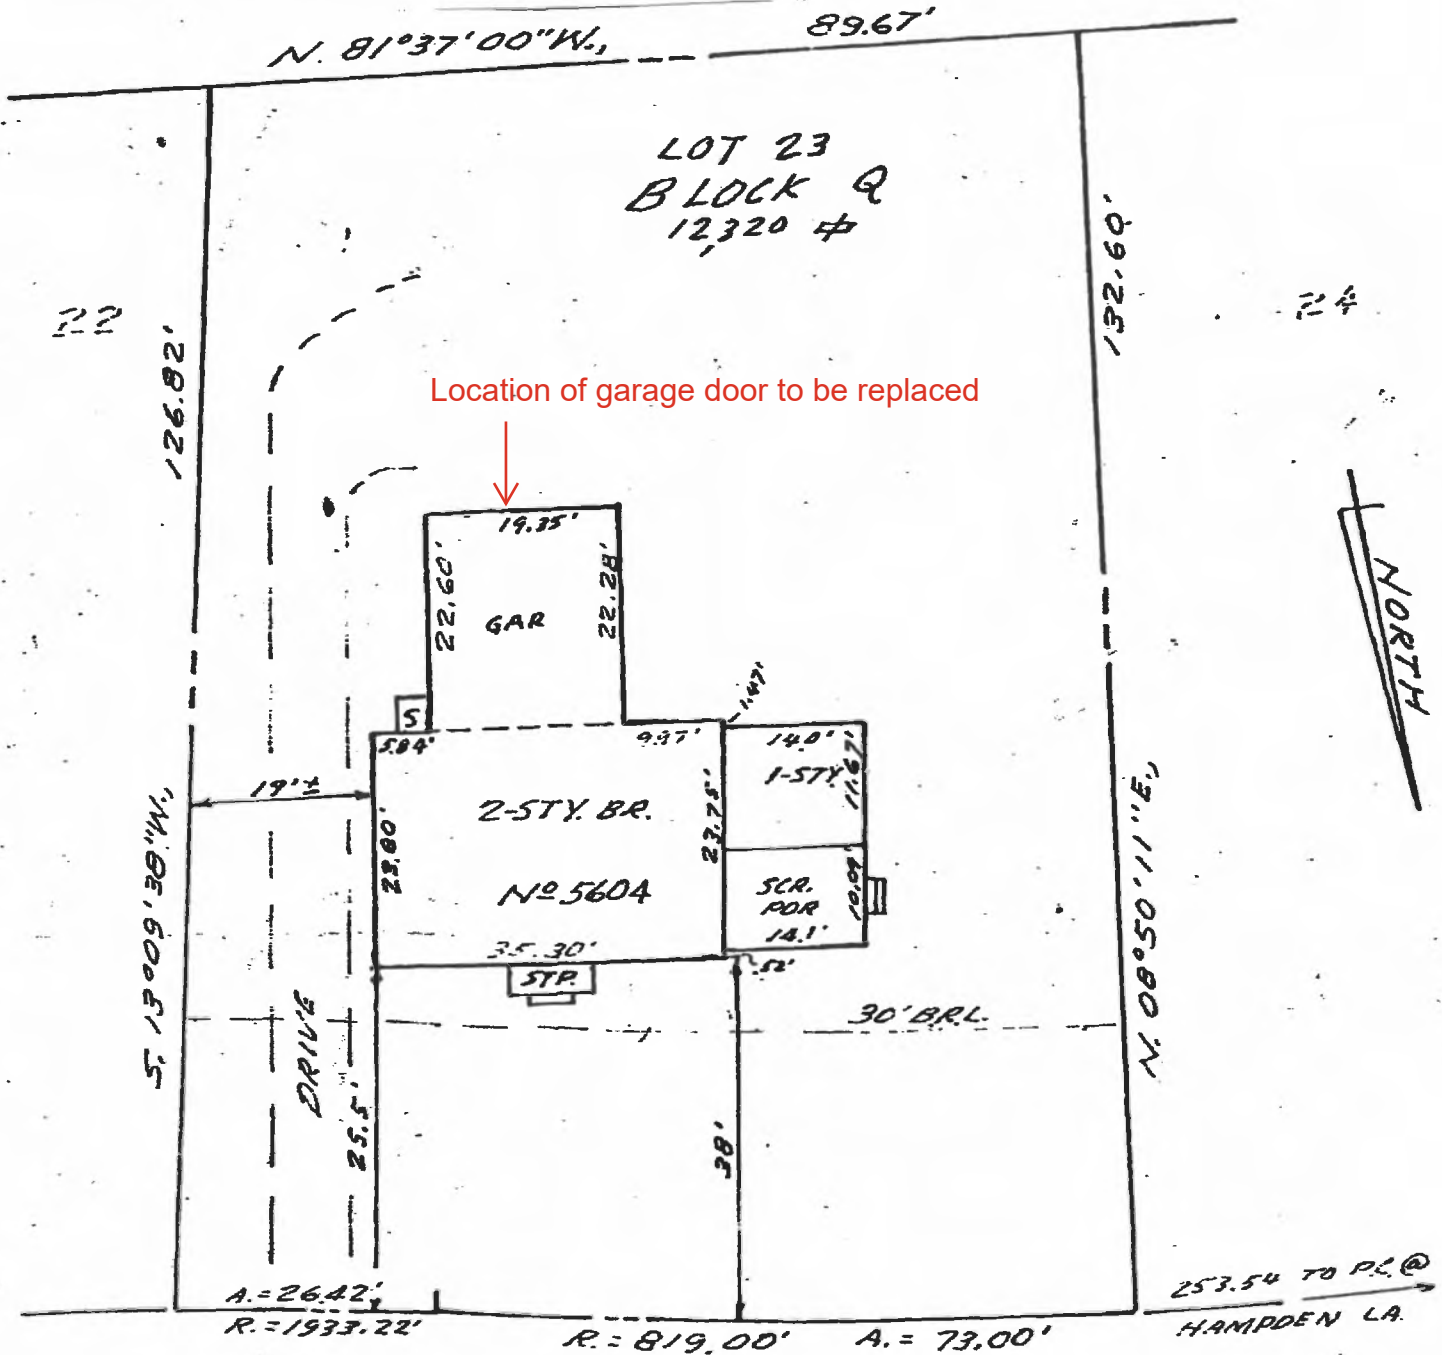 N. 81°37'00"W.,
89.67'
LOT 23
BLOCK Q
12,320 ⏍
22
24
126.82'
132.60'
Location of garage door to be replaced
19.35'
22.60'
22.28'
GAR
NORTH
S
5.84'
9.97'
1.47'
14.0'
1-STY.
11.67'
19'±
2-STY. BR.
23.80'
23.75'
Nº 5604
SCR.
POR
10.09'
14.1'
35.30'
.52'
STP.
S. 13°09'38"W.,
N 08°50'11"E.,
30' B.R.L.
DRIVE
25.5'
38'
A.=26.42'
R.=1933.22'
R.= 819.00'
A.= 73.00'
253.54 TO P.C. @
HAMPDEN LA.